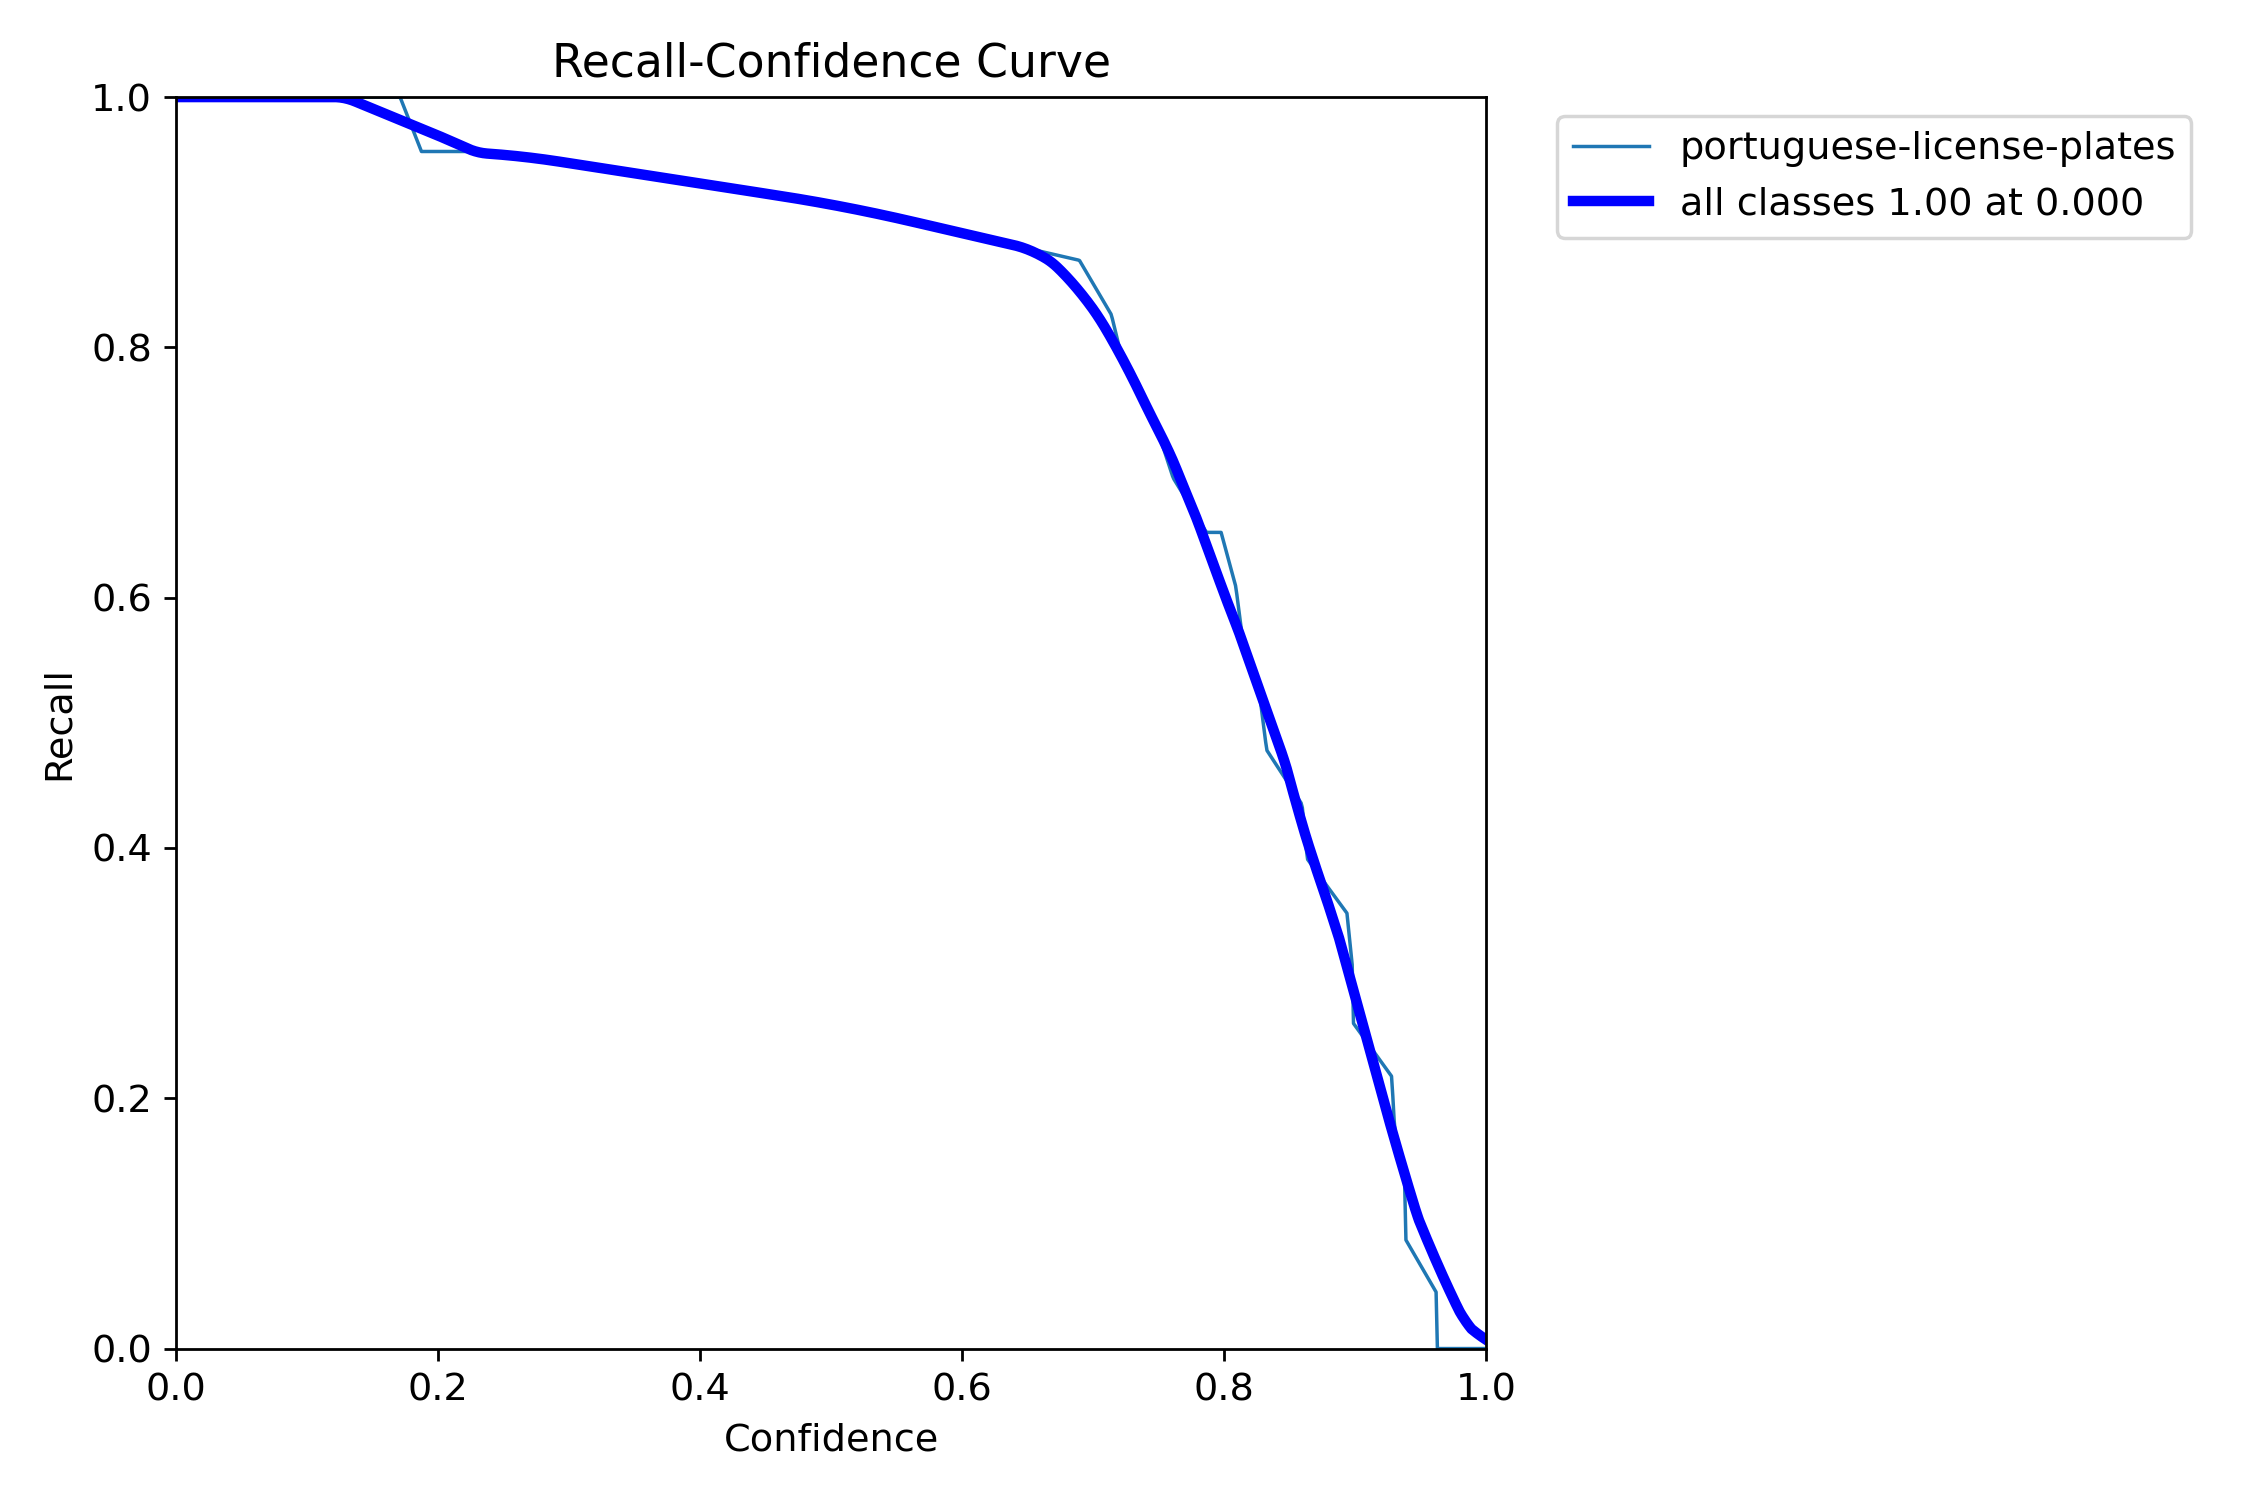 Recall-Confidence Curve
1.0
0.8
0.6
0.4
0.2
0.0
Recall
0.0 0.2 0.4 0.6 0.8 1.0
Confidence
portuguese-license-plates
all classes 1.00 at 0.000